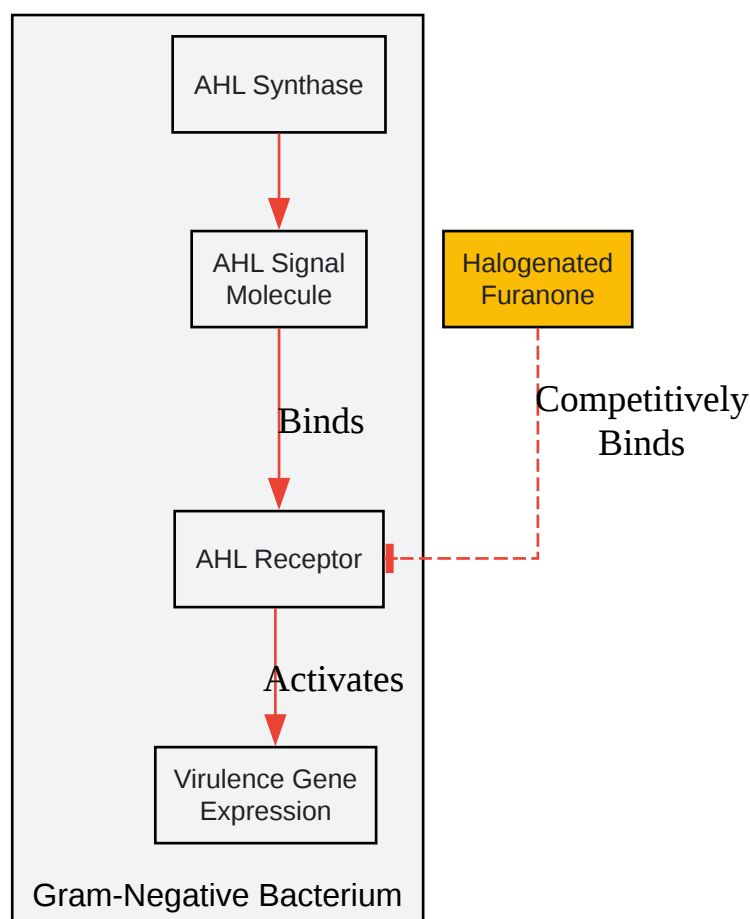 AHL Synthase
AHL Signal
Molecule
Halogenated
Furanone
Binds
Competitively
Binds
AHL Receptor
Activates
Virulence Gene
Expression
Gram-Negative Bacterium